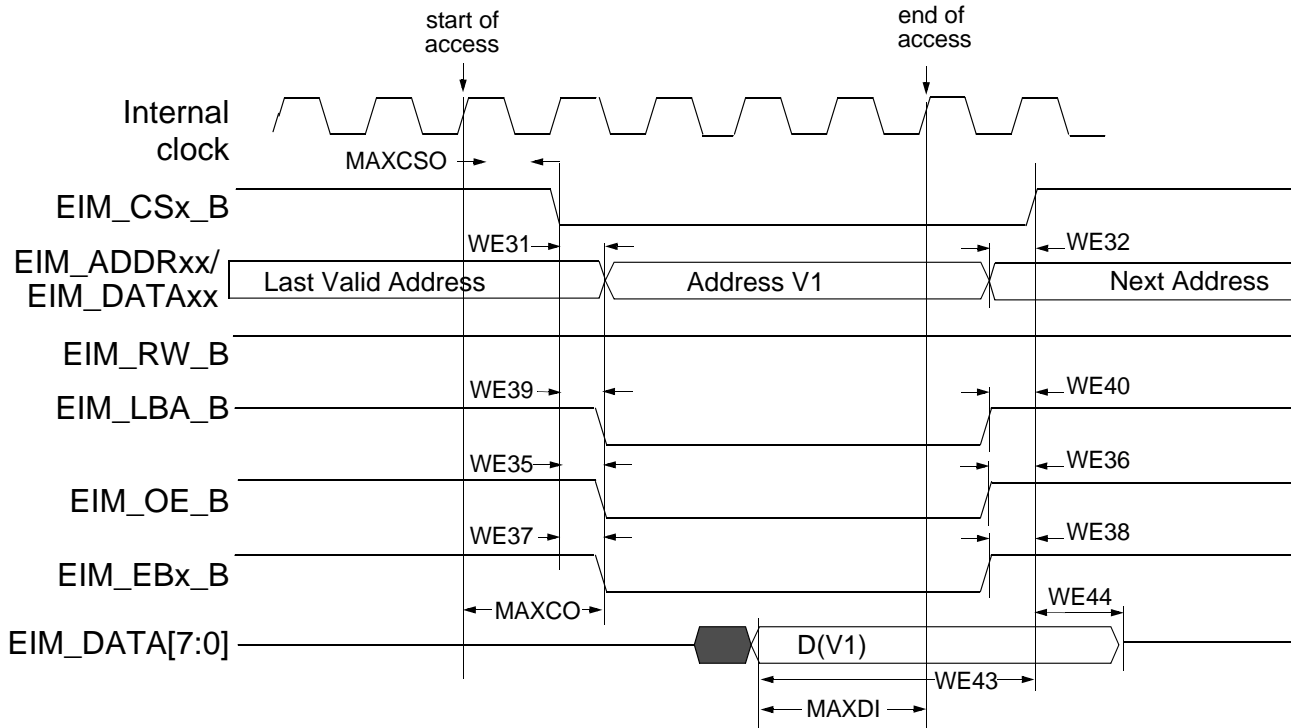 start of
access
end of
access
Internal
clock
MAXCSO
EIM_CSx_B
WE31
WE32
EIM_ADDRxx/
EIM_DATAxx
Last Valid Address
Address V1
Next Address
EIM_RW_B
WE39
WE40
EIM_LBA_B
WE35
WE36
EIM_OE_B
WE37
WE38
EIM_EBx_B
WE44
MAXCO
EIM_DATA[7:0]
D(V1)
WE43
MAXDI